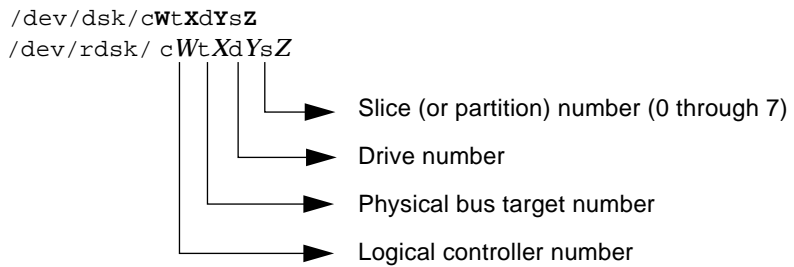 /dev/dsk/cWtXdYsZ
/dev/rdsk/ cWtXdYsZ
Slice (or partition) number (0 through 7)
Drive number
Physical bus target number
Logical controller number